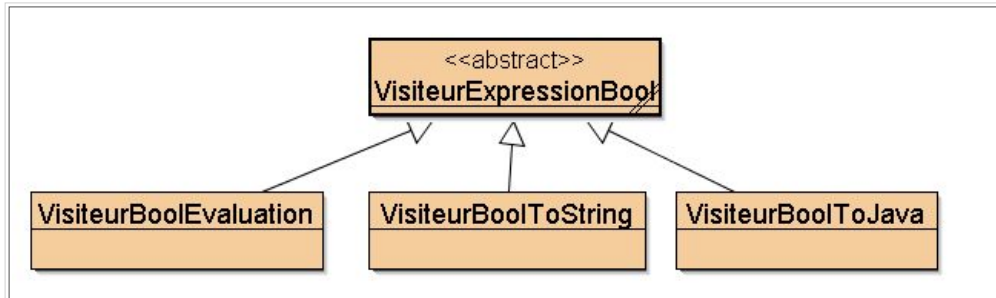 <<abstract>>
VisiteurExpressionBool
VisiteurBoolEvaluation
VisiteurBoolToString
VisiteurBoolToJava